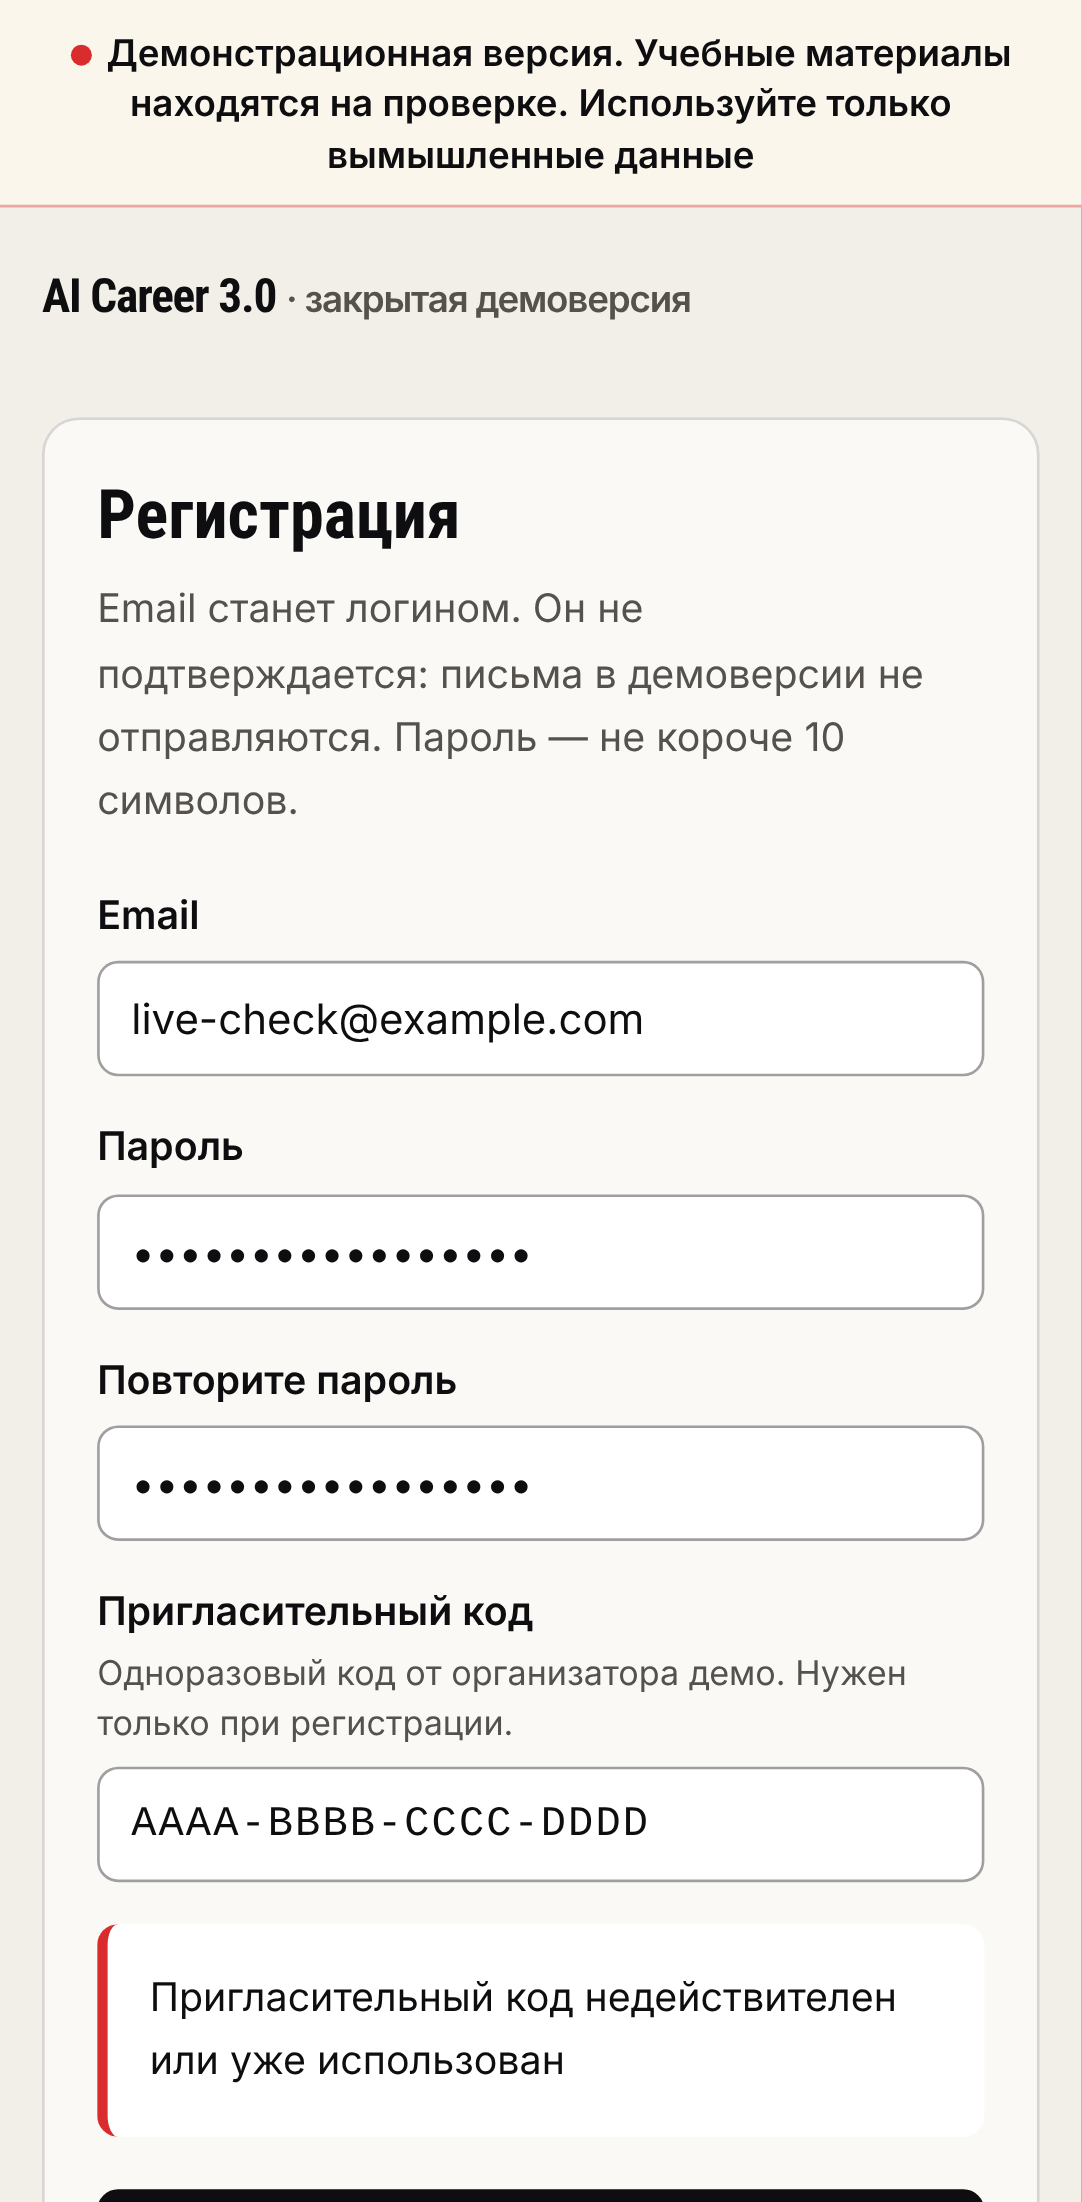 Демонстрационная версия. Учебные материалы
находятся на проверке. Используйте только
вымышленные данные
AI Career 3.0 · закрытая демоверсия
Регистрация
Email станет логином. Он не
подтверждается: письма в демоверсии не
отправляются. Пароль — не короче 10
символов.
Email
live-check@example.com
Пароль
•••••••••••••••••
Повторите пароль
•••••••••••••••••
Пригласительный код
Одноразовый код от организатора демо. Нужен
только при регистрации.
AAAA-BBBB-CCCC-DDDD
Пригласительный код недействителен
или уже использован